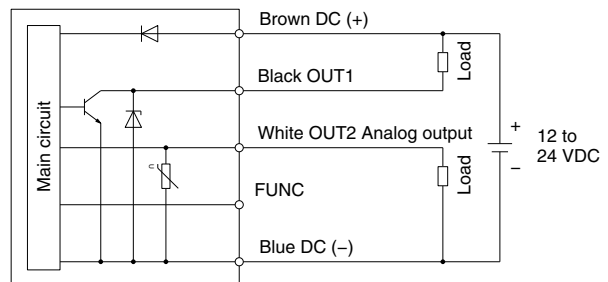 Brown DC (+)
Main circuit
Load
Black OUT1
White OUT2 Analog output
+
12 to
24 VDC
−
Load
U
FUNC
Blue DC (−)